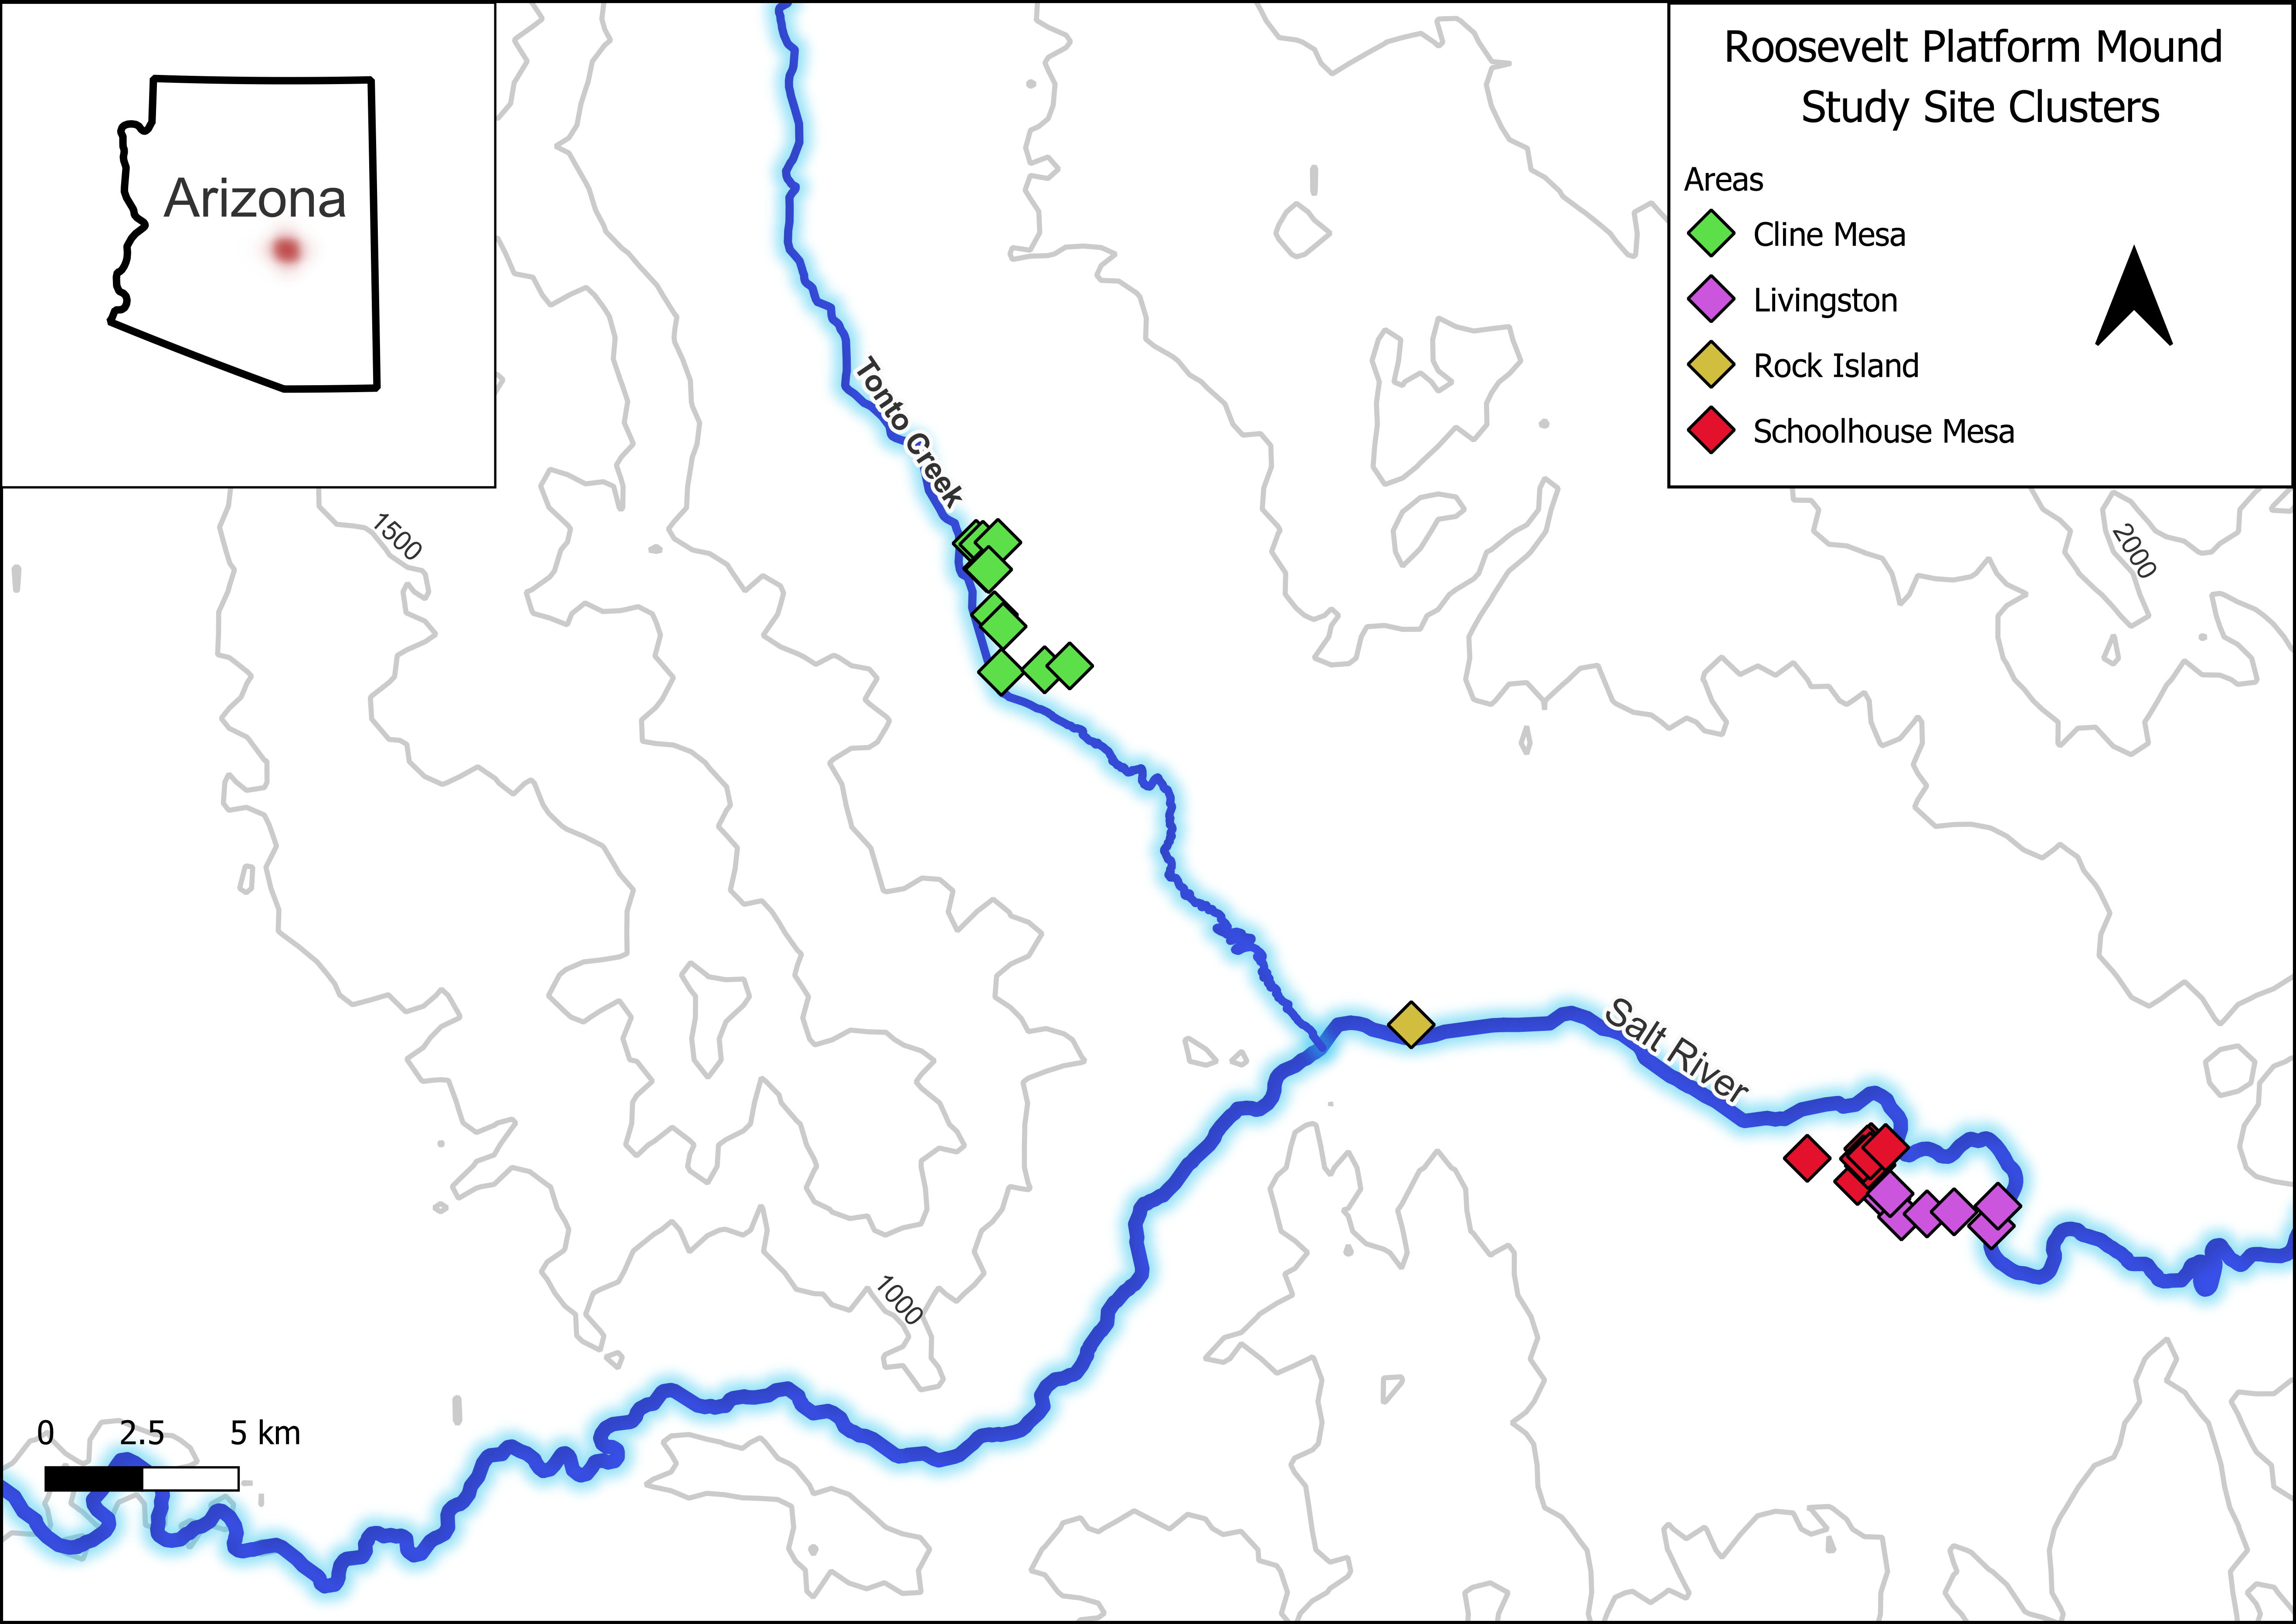 Arizona
Roosevelt Platform Mound
Study Site Clusters
Areas
Cline Mesa
Livingston
Rock Island
Schoolhouse Mesa
Tonto Creek
1500
2000
Salt River
1000
0 2.5 5 km